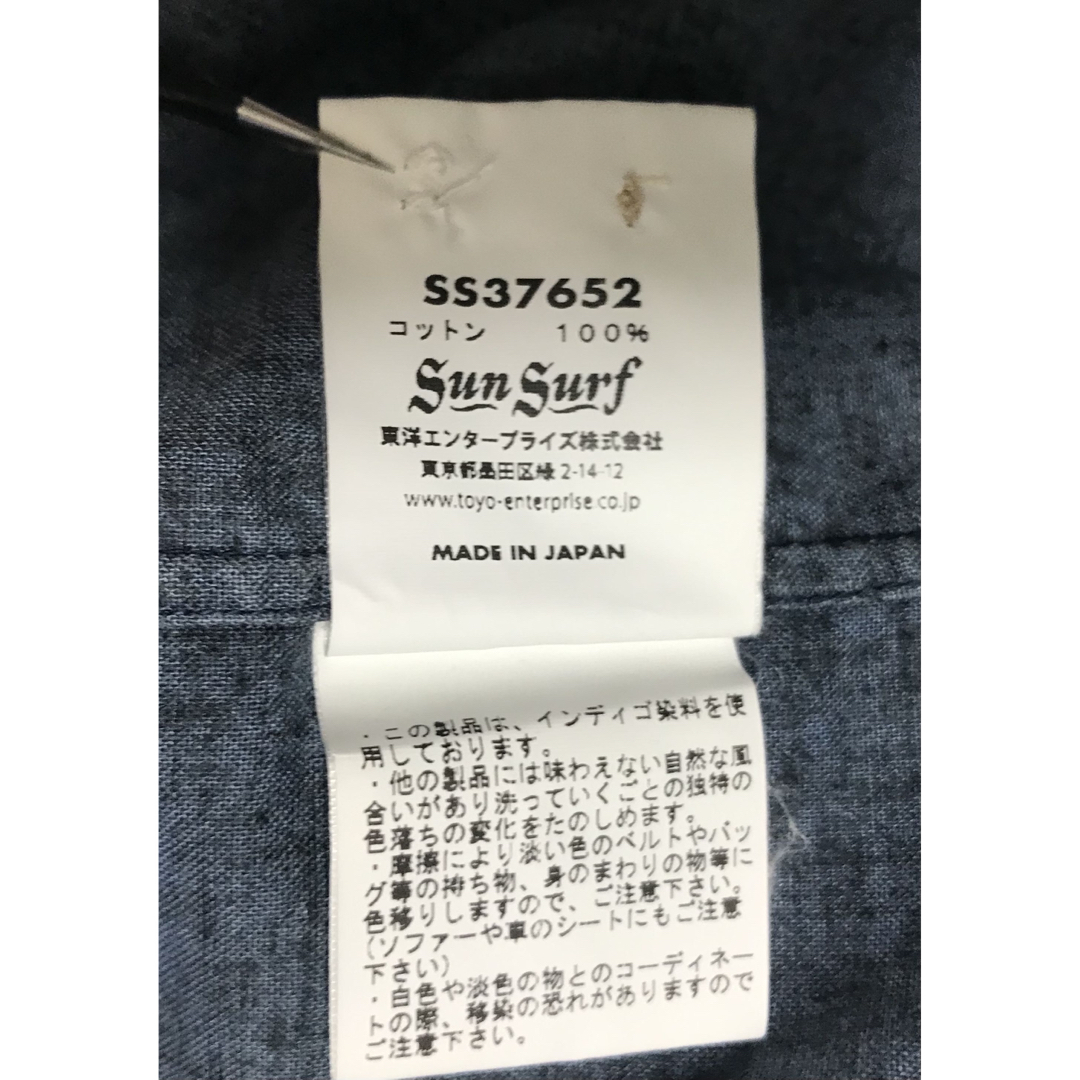 SS37652
コットン 100%
Sun Surf
東洋エンタープライズ株式会社
東京都墨田区緑 2-14-12
www.toyo-enterprise.co.jp
MADE IN JAPAN
・この製品は、インディゴ染料を使
用しております。
・他の製品には味わえない自然な風
合いがあり洗っていくごとの独特の
色落ちの変化をたのしめます。
・摩擦により淡い色のベルトやバッ
グ等の持ち物、身のまわりの物等に
色移りしますので、ご注意下さい。
(ソファーや車のシートにもご注意
下さい)
・白色や淡色の物とのコーディネー
トの際、移染の恐れがありますので
ご注意下さい。